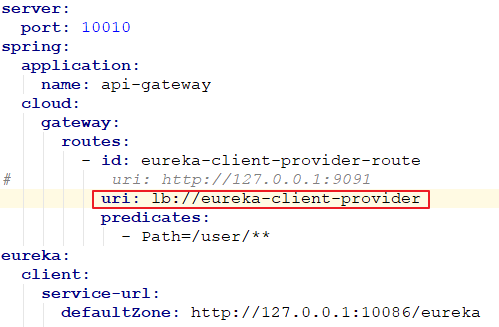 server:
  port: 10010
spring:
  application:
    name: api-gateway
  cloud:
    gateway:
      routes:
        - id: eureka-client-provider-route
#          uri: http://127.0.0.1:9091
          uri: lb://eureka-client-provider
          predicates:
            - Path=/user/**
eureka:
  client:
    service-url:
      defaultZone: http://127.0.0.1:10086/eureka